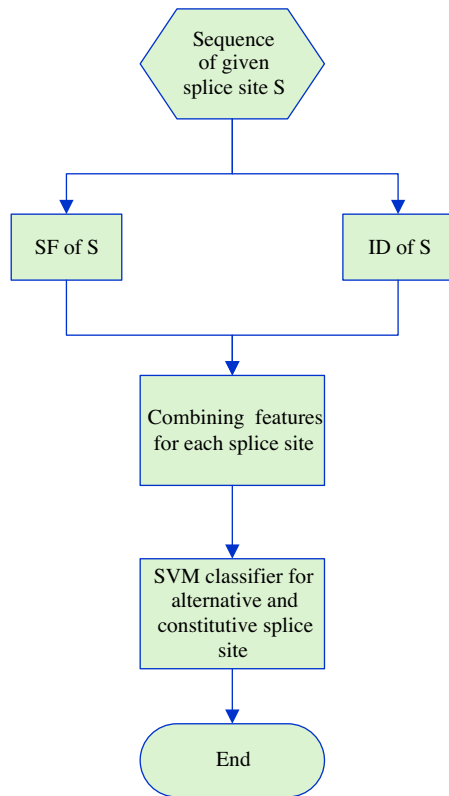 Sequence
of given
splice site S
SF of S
ID of S
Combining features
for each splice site
SVM classifier for
alternative and
constitutive splice
site
End